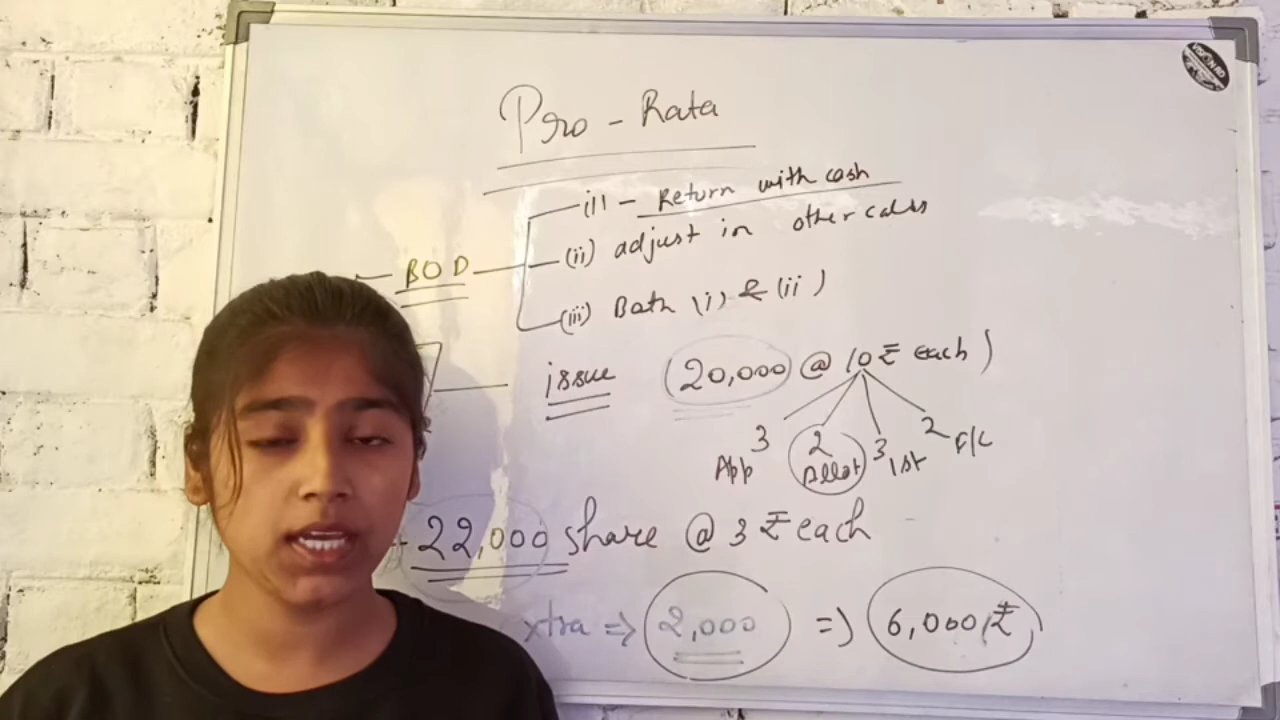 Pro - Rata
(i) - Return with cash
BOD (ii) adjust in other calls
(iii) Both (i) & (ii)
issue (20,000 @ 10 ₹ each)
3 2 3 2
App Allot 1st F/C
22,000 share @ 3 ₹ each
xtra => 2,000 => 6,000 ₹